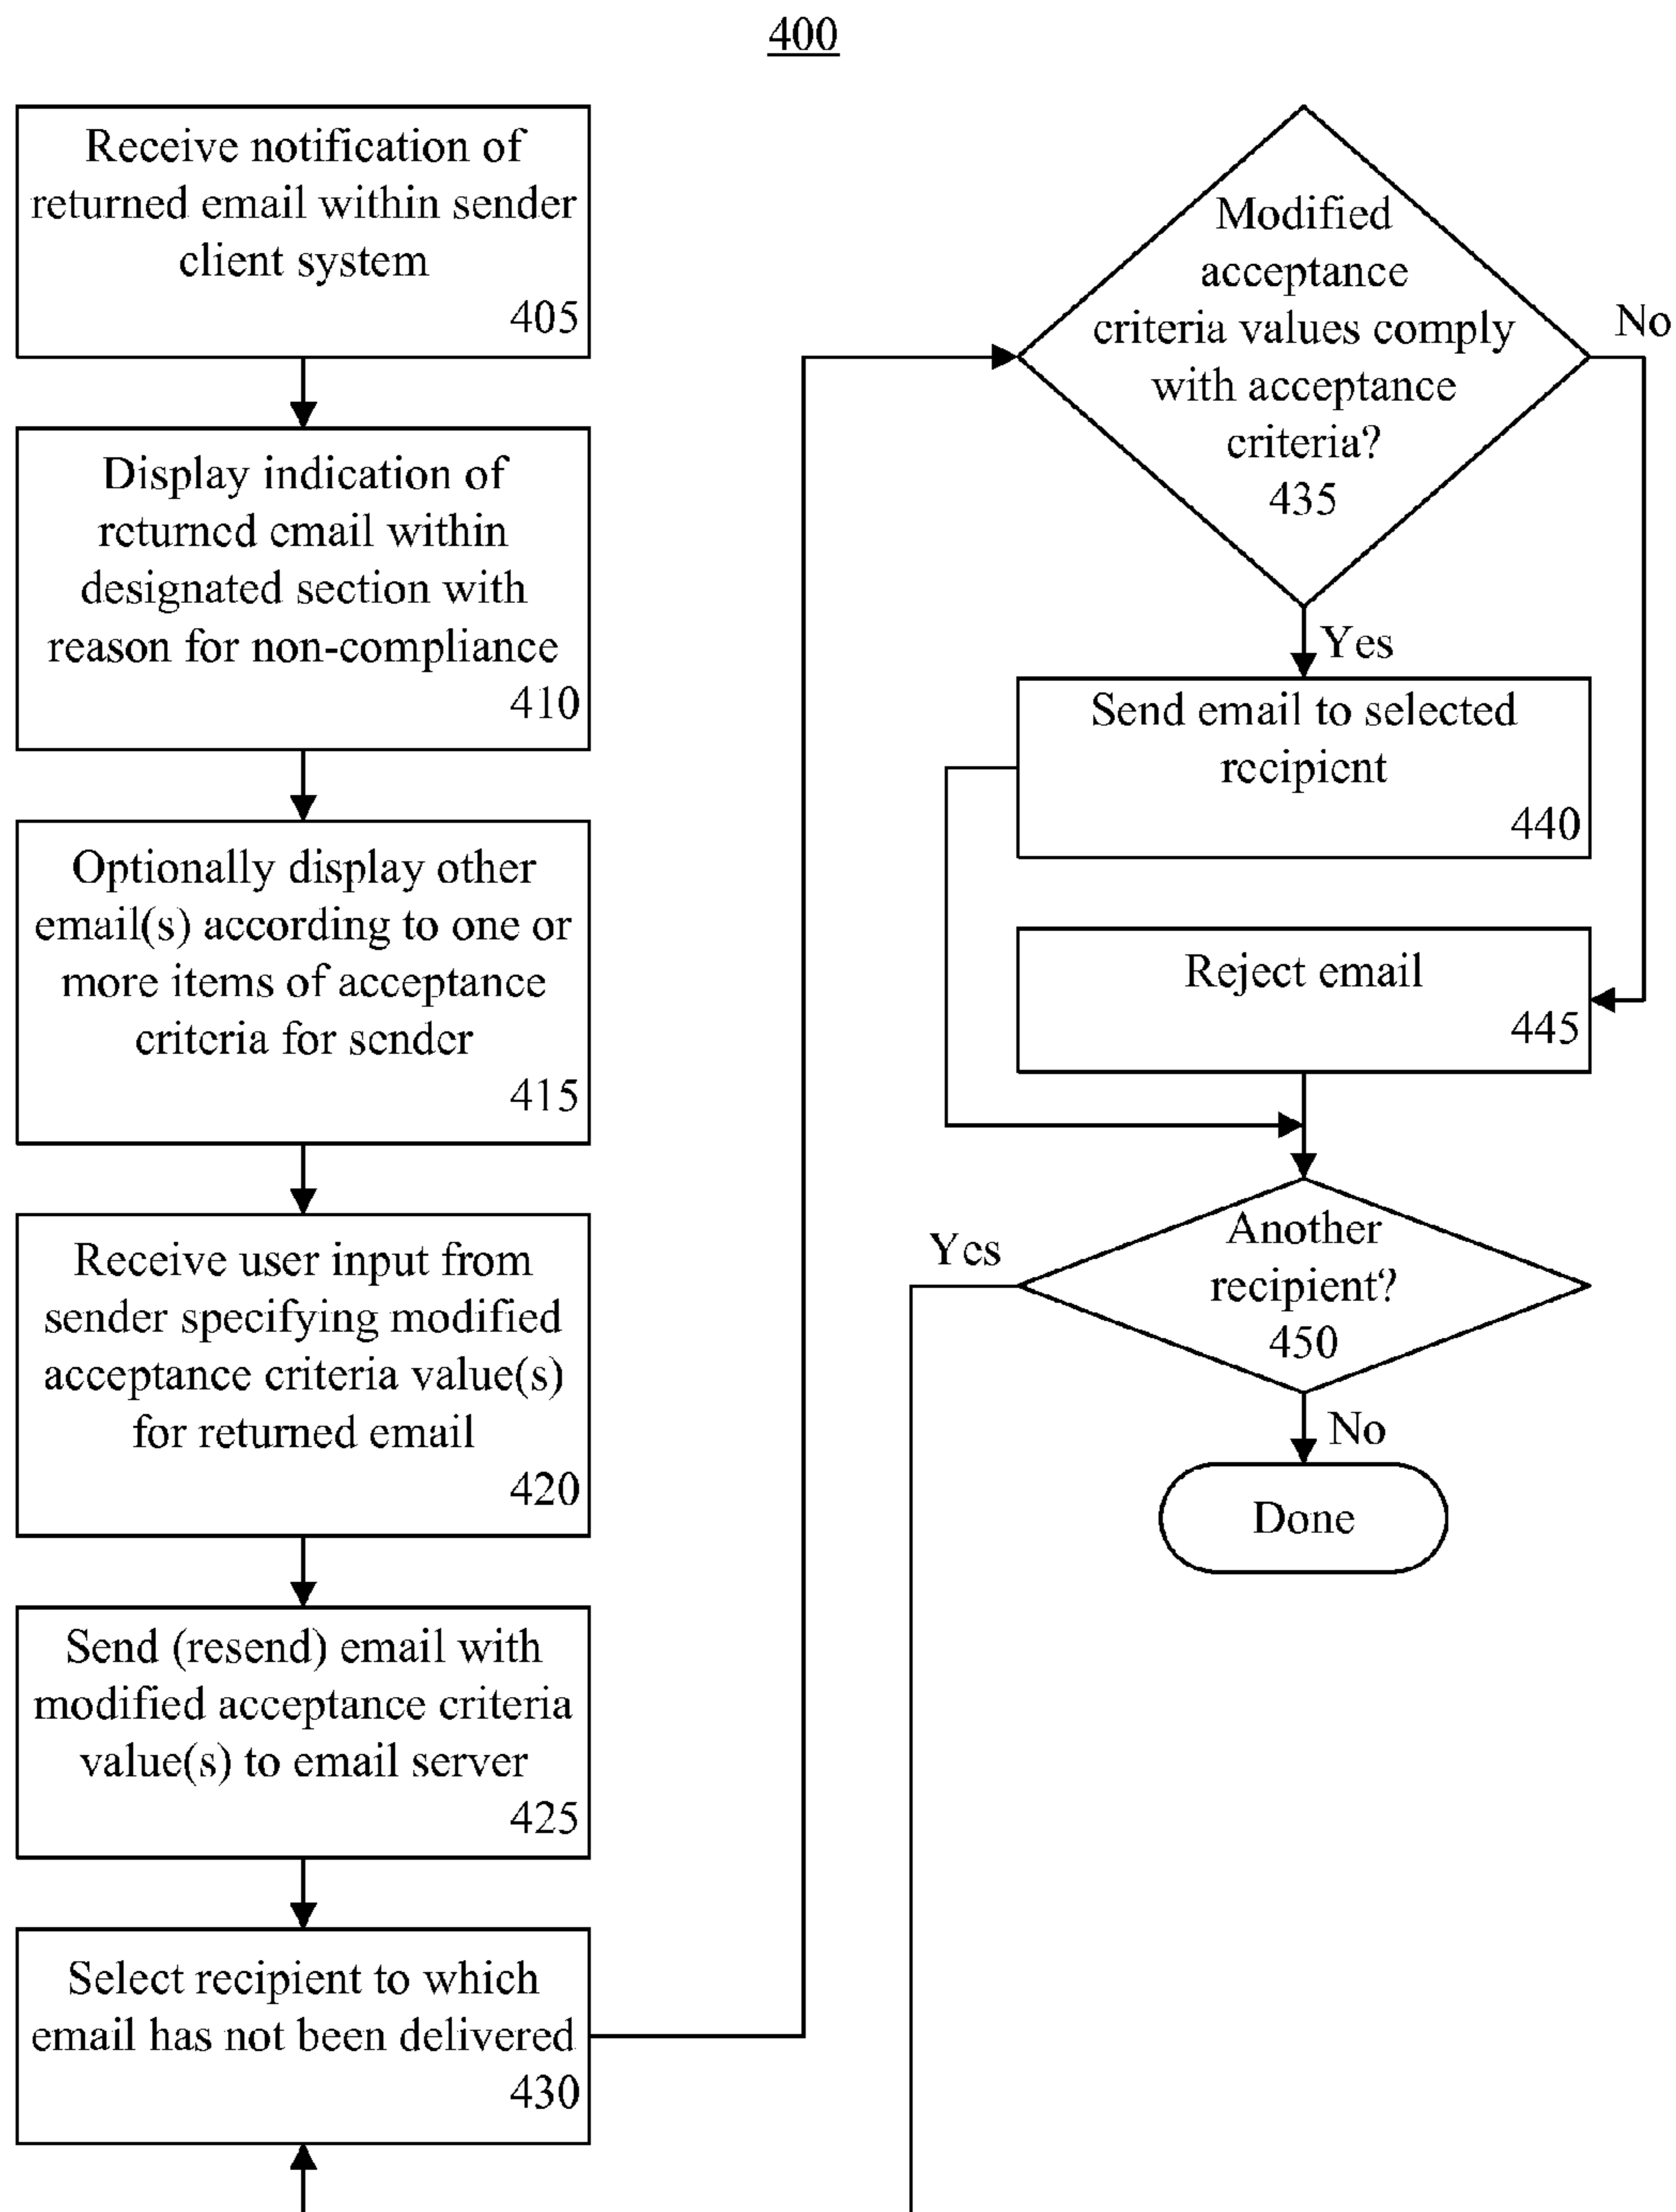 400
Receive notification of
returned email within sender
client system
405
Display indication of
returned email within
designated section with
reason for non-compliance
410
Optionally display other
email(s) according to one or
more items of acceptance
criteria for sender
415
Receive user input from
sender specifying modified
acceptance criteria value(s)
for returned email
420
Send (resend) email with
modified acceptance criteria
value(s) to email server
425
Select recipient to which
email has not been delivered
430
Modified
acceptance
criteria values comply
with acceptance
criteria?
435
No
Yes
Send email to selected
recipient
440
Reject email
445
Another
recipient?
450
Yes
No
Done